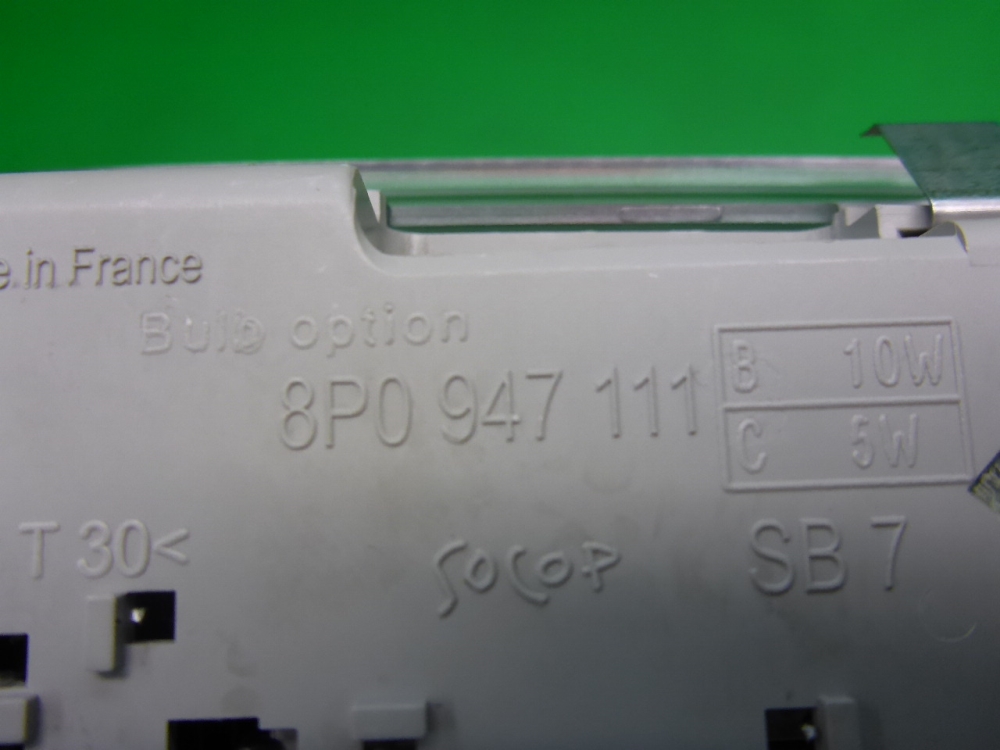 e in France
Bulb option
8P0 947 111
B 10W
C 5W
T 30<
SOCOP
SB 7